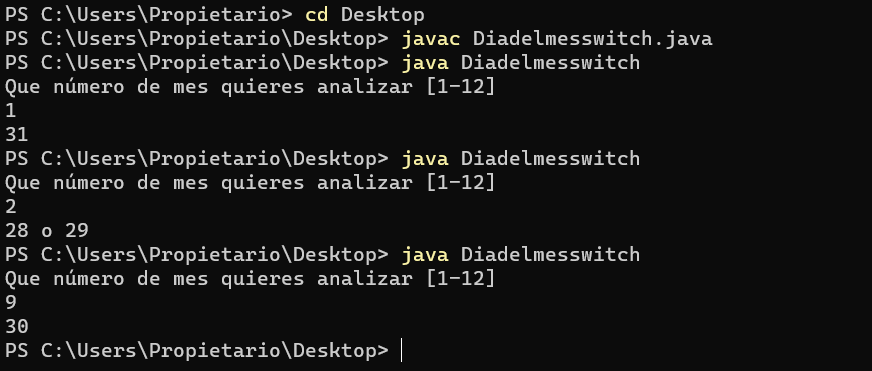 PS C:\Users\Propietario> cd Desktop
PS C:\Users\Propietario\Desktop> javac Diadelmesswitch.java
PS C:\Users\Propietario\Desktop> java Diadelmesswitch
Que número de mes quieres analizar [1-12]
1
31
PS C:\Users\Propietario\Desktop> java Diadelmesswitch
Que número de mes quieres analizar [1-12]
2
28 o 29
PS C:\Users\Propietario\Desktop> java Diadelmesswitch
Que número de mes quieres analizar [1-12]
9
30
PS C:\Users\Propietario\Desktop>